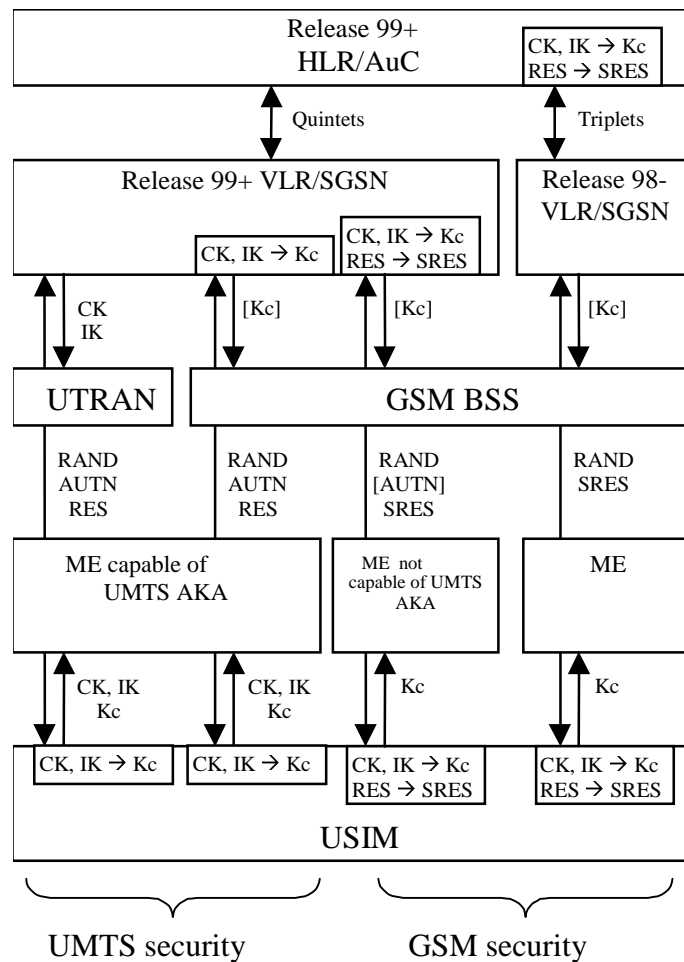 Release 99+
HLR/AuC
CK, IK → Kc
RES → SRES
Quintets
Triplets
Release 99+ VLR/SGSN
Release 98-
VLR/SGSN
CK, IK → Kc
CK, IK → Kc
RES → SRES
CK
IK
[Kc]
[Kc]
[Kc]
UTRAN
GSM BSS
RAND
AUTN
RES
RAND
AUTN
RES
RAND
[AUTN]
SRES
RAND
SRES
ME capable of
UMTS AKA
ME not
capable of UMTS
AKA
ME
CK, IK
Kc
CK, IK
Kc
Kc
Kc
CK, IK → Kc
CK, IK → Kc
CK, IK → Kc
RES → SRES
CK, IK → Kc
RES → SRES
USIM
UMTS security
GSM security